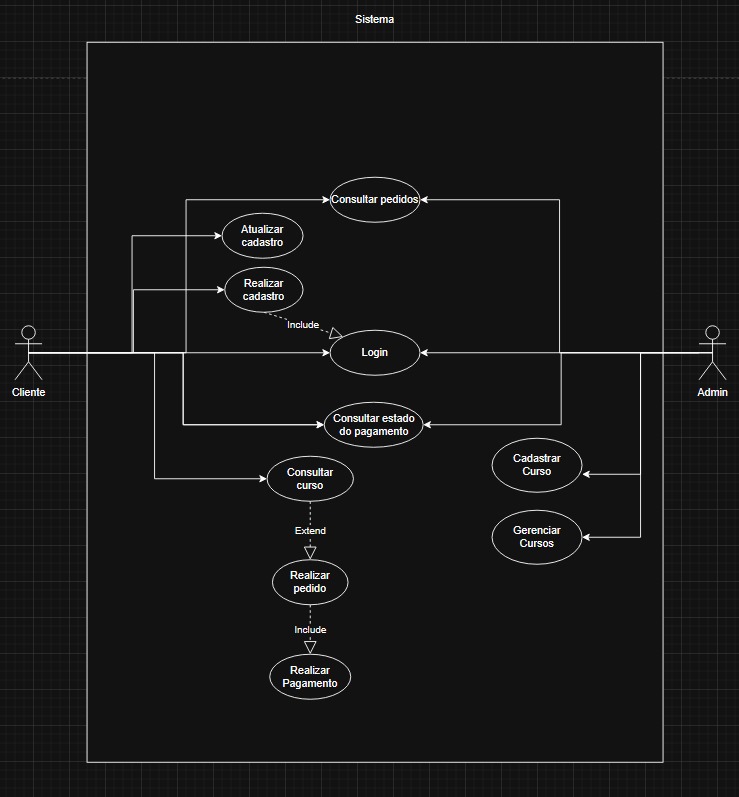 Sistema
Consultar pedidos
Atualizar
cadastro
Realizar
cadastro
Include
Login
Cliente
Admin
Consultar estado
do pagamento
Cadastrar
Curso
Consultar
curso
Extend
Gerenciar
Cursos
Realizar
pedido
Include
Realizar
Pagamento